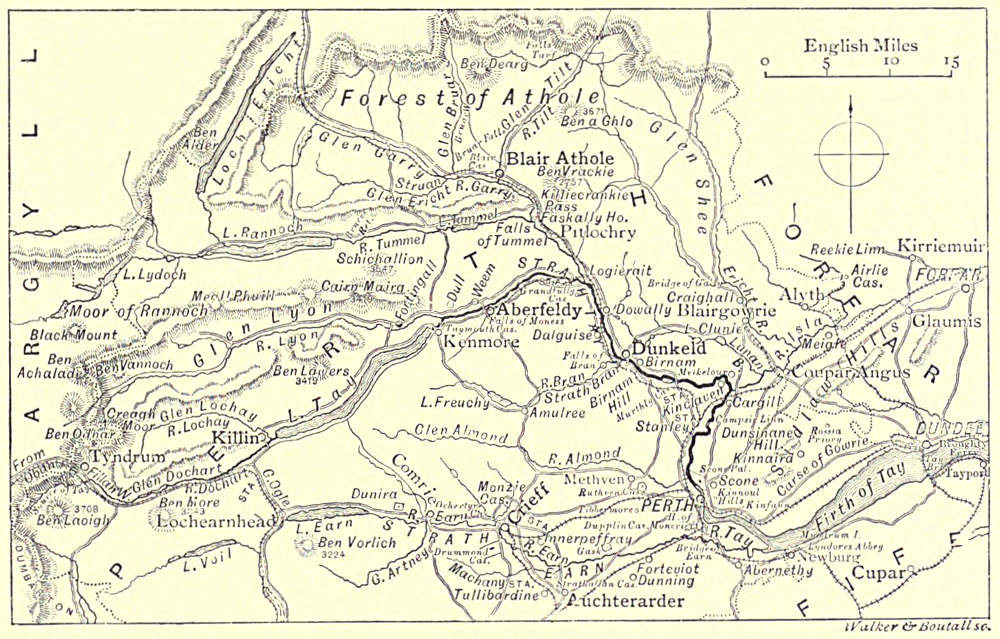 English Miles
0 5 10 15
ARGYLL
PERTH
FORFAR
FIFE
STRATH TAY
STRATH-EARN
Forest of Athole
Loch Ericht
Ben Alder
Glen Garry
Glen Bruar
Bruar Falls
Ben Dearg
Falls Tarf
Glen Tilt
R. Tilt
3671
Ben a Ghlo
Glen Shee
Blair Cas.
Blair Athole
Ben Vrackie
2757
Killiecrankie Pass
Faskally Ho.
Pitlochry
Struan
R. Garry
Glen Ericht
L. Tummel
Falls of Tummel
R. Tummel
L. Rannoch
Schichallion
3547
L. Lydoch
Moor of Rannoch
Meall Phuill
Cairn Maira
Glen Lyon
R. Lyon
Fortingall
Dull
Weem
Logierait
Grandtully Cas.
Aberfeldy
Falls of Moness
Taymouth Cas.
Kenmore
Dalguise
Dowally
Bridge of Cally
Craighall
Ericht R.
Blairgowrie
L. Clunie
Lunan B.
Reekie Linn
Airlie Cas.
Kirriemuir
FORFAR
Alyth
Glaumis
R. Isla
Meigle
Coupar Angus
Sidlaw Hills
Black Mount
Ben Achalader
Ben Vannoch
Ben Lawers
3419
L. Tay
Creagh Moor
Glen Lochay
R. Lochay
Killin
Ben Odhar
Tyndrum
From Oban
Glen Dochart
R. Dochart
Ben More
3843
3708
Ben Laoigh
G. Ogle
STA.
Lochearnhead
L. Earn
Ben Vorlich
3224
L. Voil
Dunkeld
Birnam
Falls of Bran
R. Bran
Strath Bran
Birnam Hill
Murthly STA.
Meikleour
Kinclaven
Cargill
Campsie Linn
STA.
Stanley
Dunsinane Hill
Kinnaird
Rossie Priory
Carse of Gowrie
DUNDEE
Broughty Ferry
Tay Br.
Tayport
Firth of Tay
L. Freuchy
Amulree
Glen Almond
R. Almond
Methven
Ruthven Cas.
Tibbermore
Scone Pal.
Scone
Kinnoul Hill
Kinfauns
PERTH
H. of
Dupplin Cas.
Moncrieff
R. Tay
Bridge of Earn
Mugdrum I.
Lyndores Abbey
Newburg
Abernethy
Cupar
Comrie
Dunira
Monzie Cas.
Crieff
Ochtertyre
Earn
STA.
Drummond Cas.
G. Artney
Innerpeffray
R. Earn
Gask
Machany STA.
Strathallan Cas.
Tullibardine
Forteviot
Dunning
Auchterarder
Walker & Boutall sc.